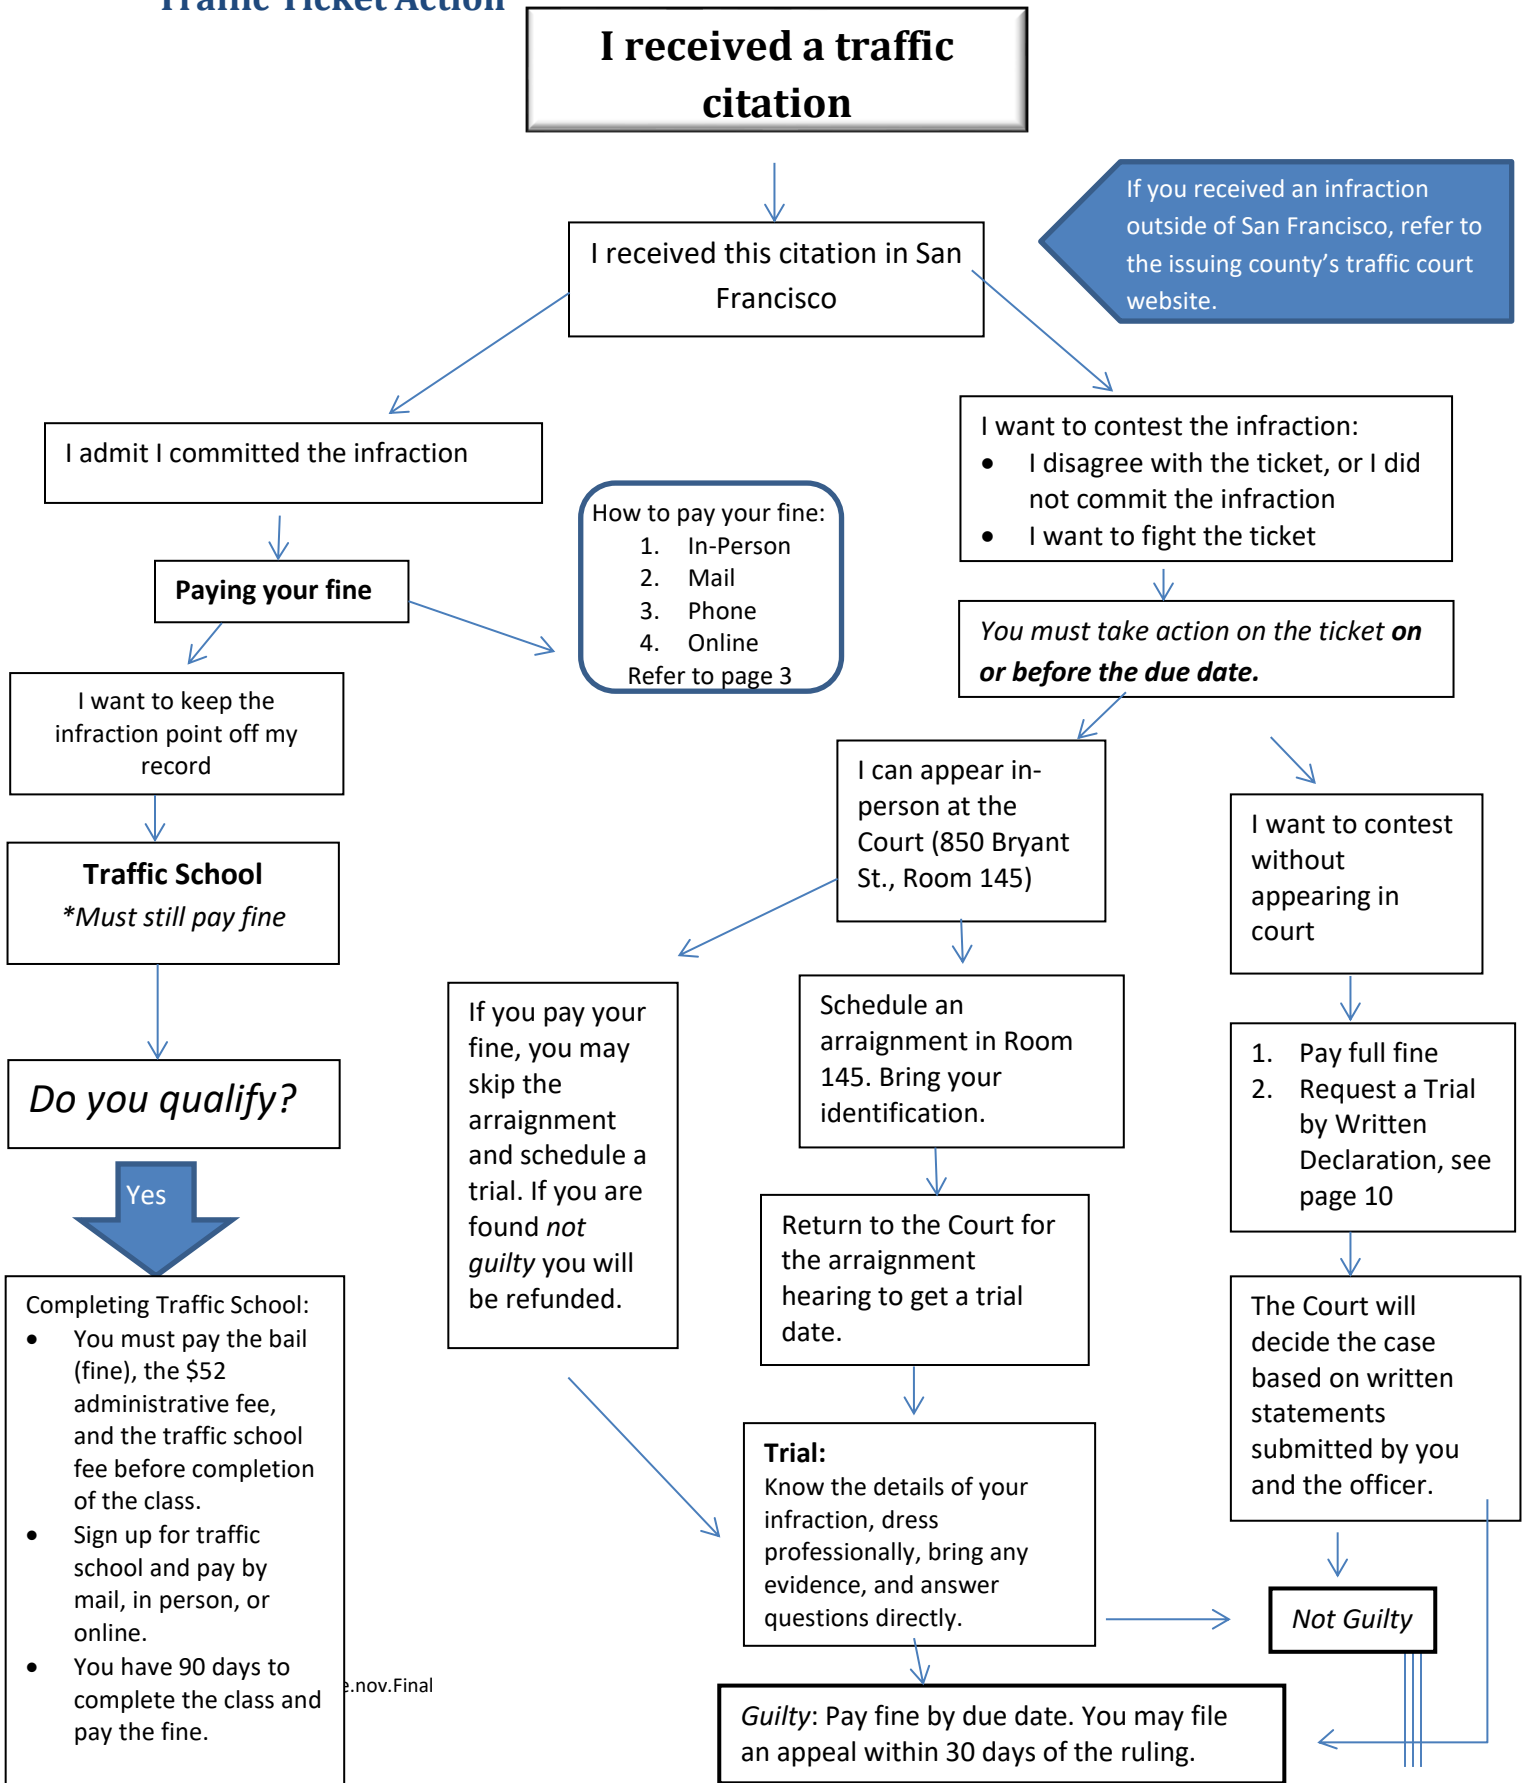 Traffic Ticket Action
I received a traffic
citation
If you received an infraction
outside of San Francisco, refer to
the issuing county’s traffic court
website.
I received this citation in San
Francisco
I admit I committed the infraction
I want to contest the infraction:
• I disagree with the ticket, or I did
not commit the infraction
• I want to fight the ticket
How to pay your fine:
1. In-Person
2. Mail
3. Phone
4. Online
Refer to page 3
Paying your fine
You must take action on the ticket on
or before the due date.
I want to keep the
infraction point off my
record
I can appear in-
person at the
Court (850 Bryant
St., Room 145)
I want to contest
without
appearing in
court
Traffic School
*Must still pay fine
If you pay your
fine, you may
skip the
arraignment
and schedule a
trial. If you are
found not
guilty you will
be refunded.
Schedule an
arraignment in Room
145. Bring your
identification.
1. Pay full fine
2. Request a Trial
by Written
Declaration, see
page 10
Do you qualify?
Yes
Return to the Court for
the arraignment
hearing to get a trial
date.
The Court will
decide the case
based on written
statements
submitted by you
and the officer.
Completing Traffic School:
• You must pay the bail
(fine), the $52
administrative fee,
and the traffic school
fee before completion
of the class.
• Sign up for traffic
school and pay by
mail, in person, or
online.
• You have 90 days to
complete the class and
pay the fine.
Trial:
Know the details of your
infraction, dress
professionally, bring any
evidence, and answer
questions directly.
Not Guilty
e.nov.Final
Guilty: Pay fine by due date. You may file
an appeal within 30 days of the ruling.